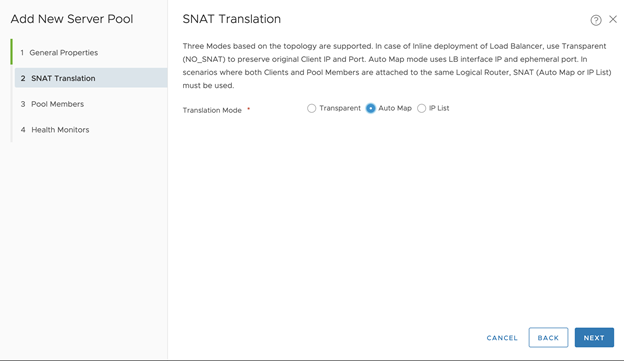 Add New Server Pool
1 General Properties
2 SNAT Translation
3 Pool Members
4 Health Monitors
SNAT Translation
Three Modes based on the topology are supported. In case of Inline deployment of Load Balancer, use Transparent
(NO_SNAT) to preserve original Client IP and Port. Auto Map mode uses LB interface IP and ephemeral port. In
scenarios where both Clients and Pool Members are attached to the same Logical Router, SNAT (Auto Map or IP List)
must be used.
Translation Mode * Transparent Auto Map IP List
CANCEL BACK NEXT